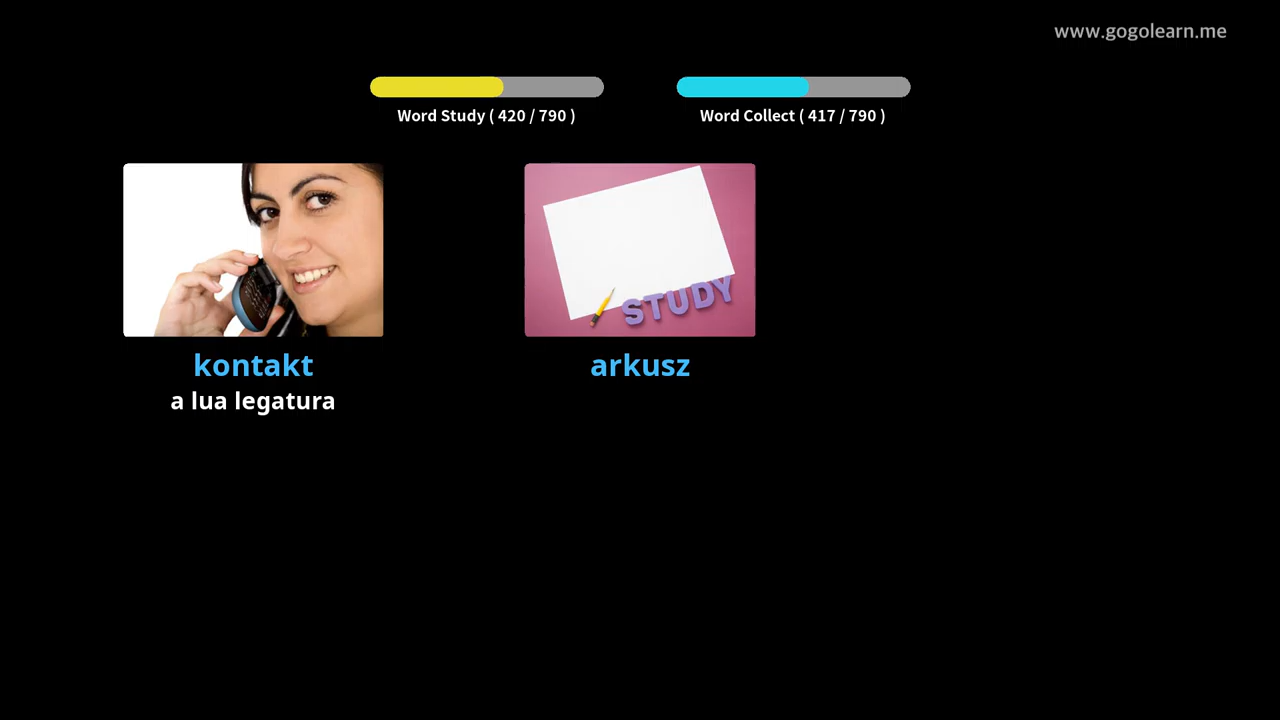 www.gogolearn.me
Word Study ( 420 / 790 )
Word Collect ( 417 / 790 )
STUDY
kontakt
arkusz
a lua legatura